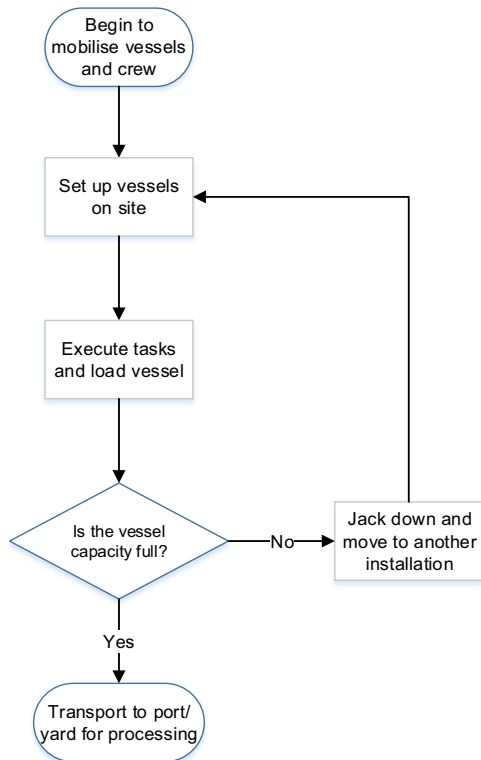 Begin to
mobilise vessels
and crew
Set up vessels
on site
Execute tasks
and load vessel
Is the vessel
capacity full?
No
Jack down and
move to another
installation
Yes
Transport to port/
yard for processing